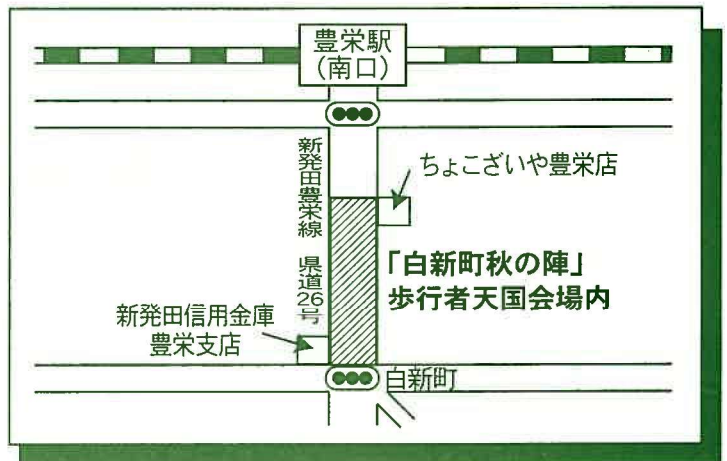 豊栄駅
（南口）
新発田豊栄線 県道26号
ちょこざいや豊栄店
「白新町秋の陣」
歩行者天国会場内
新発田信用金庫
豊栄支店
白新町